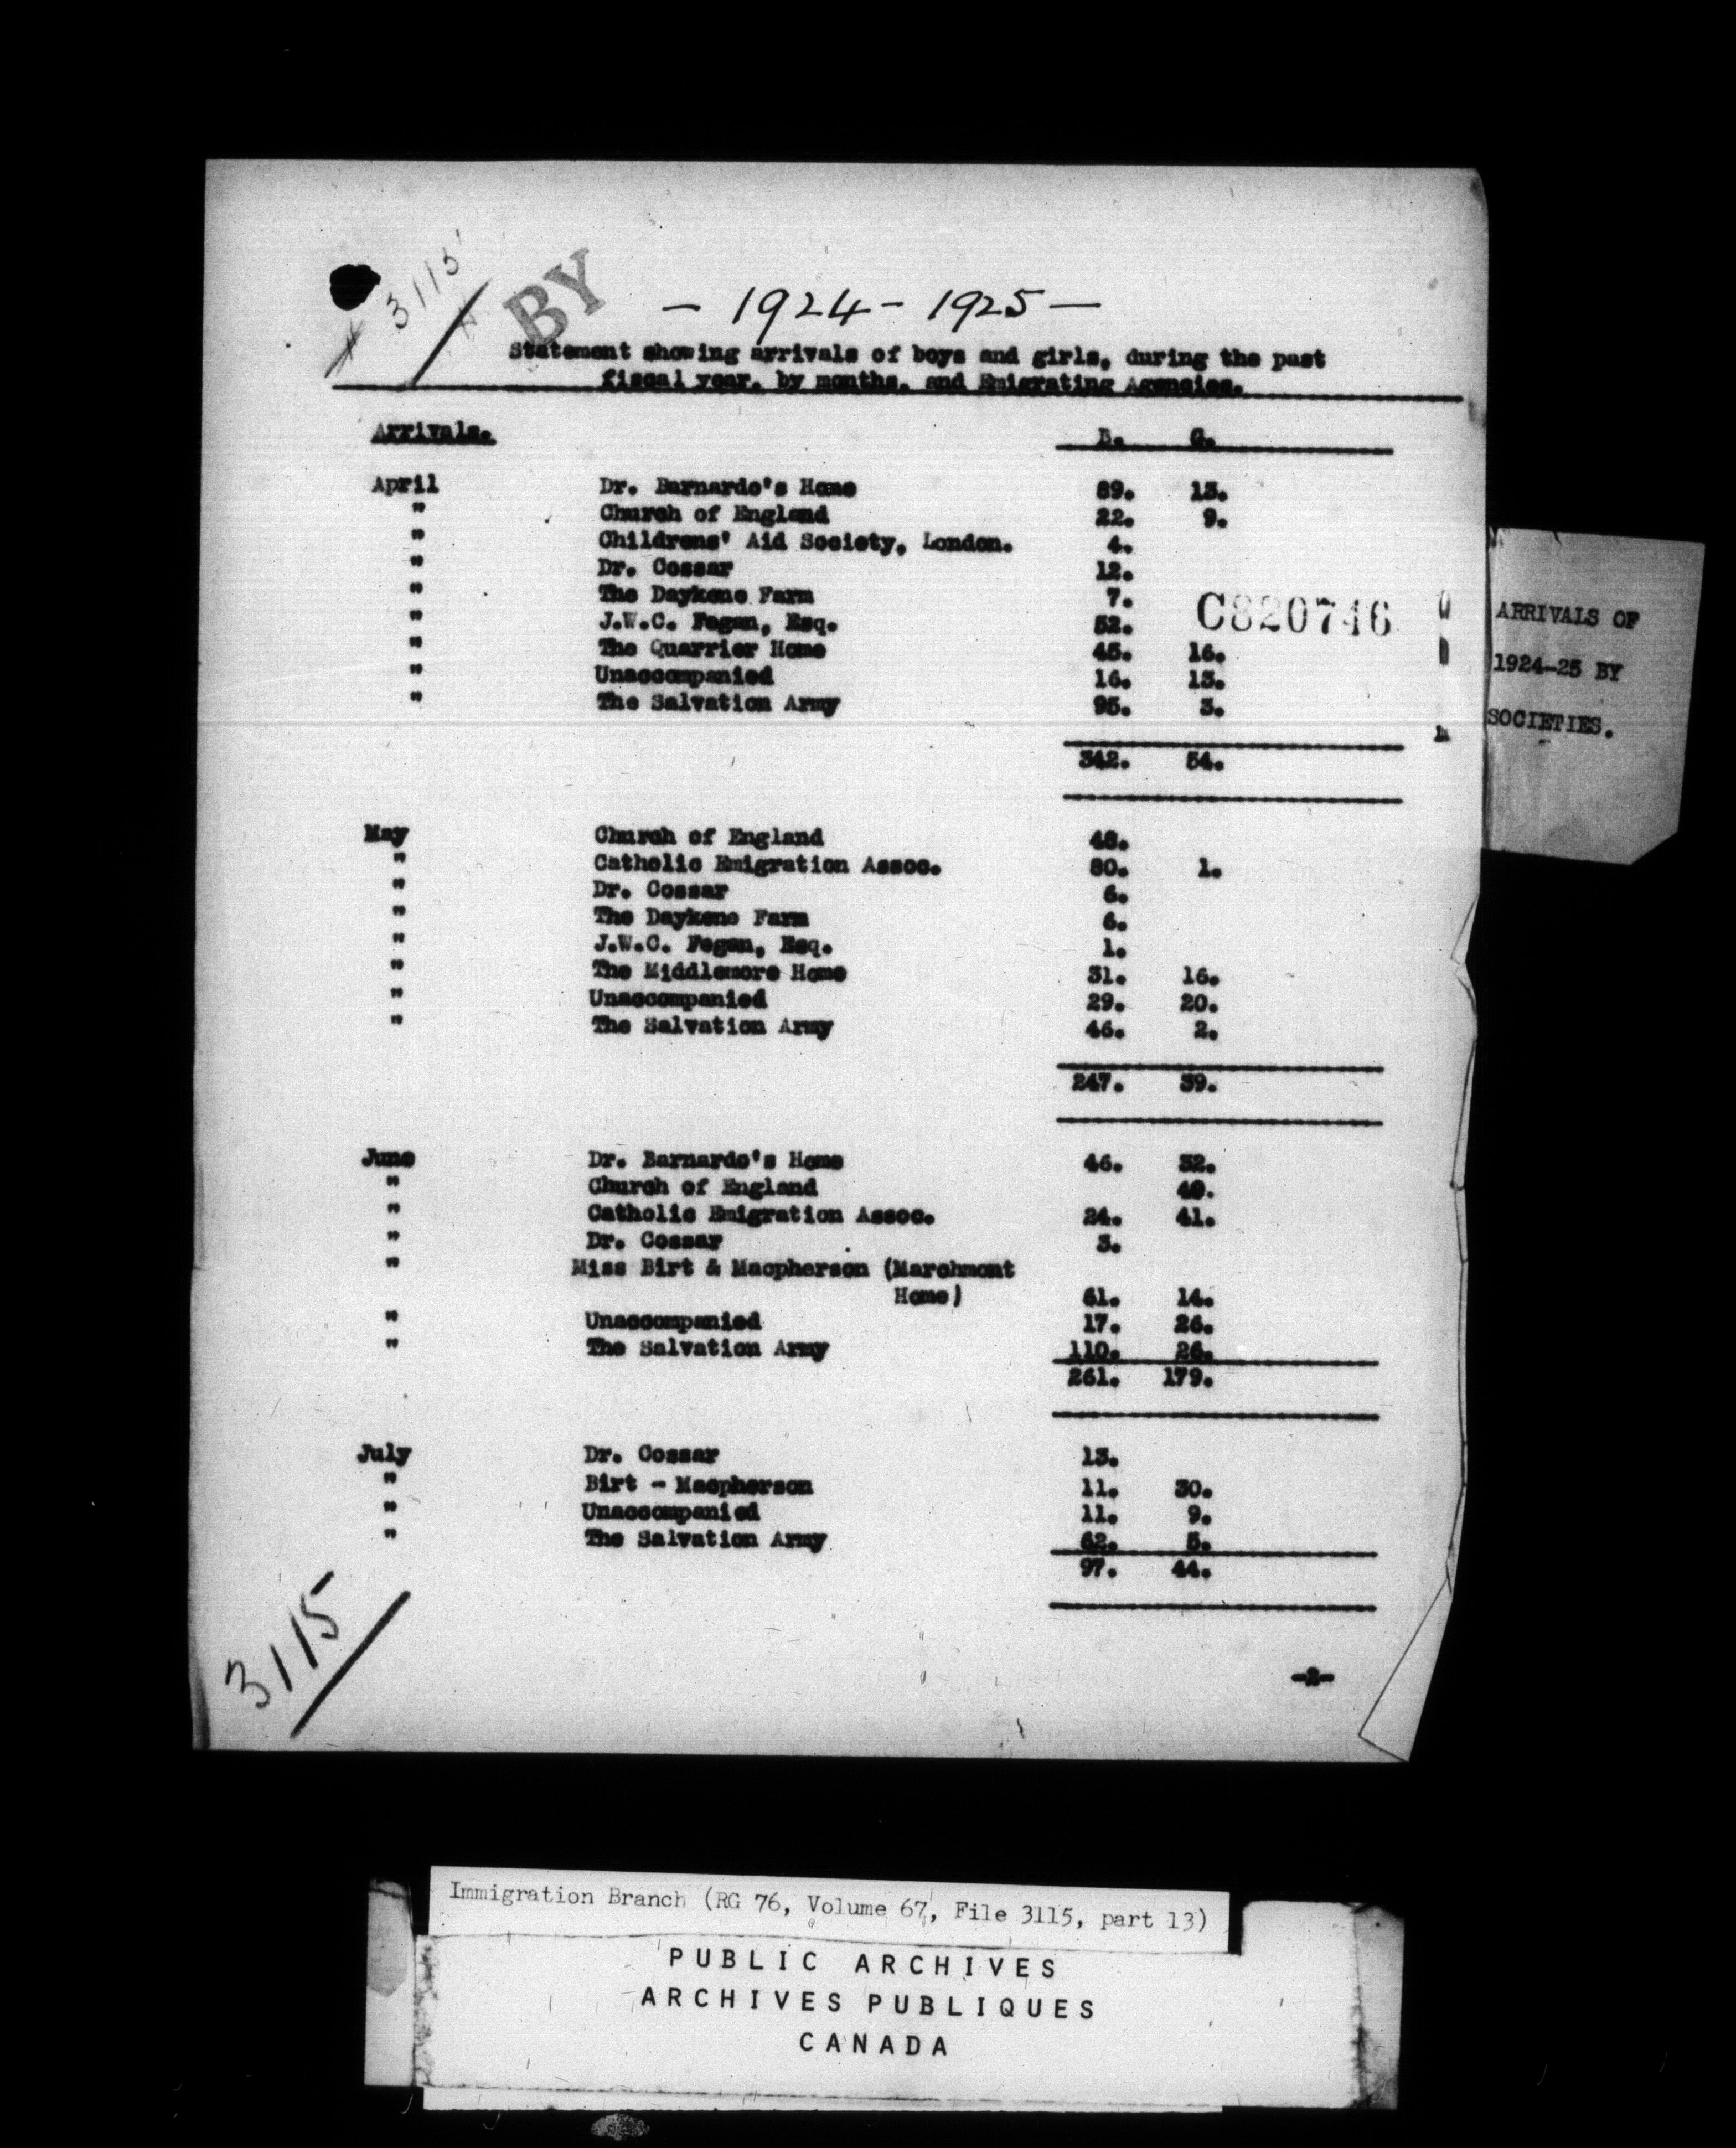 # 3115
BY
- 1924 - 1925 -
Statement showing arrivals of boys and girls, during the past
fiscal year, by months, and Emigrating Agencies.
Arrivals. B. G.
April Dr. Barnardo's Home 89. 13.
" Church of England 22. 9.
" Childrens' Aid Society, London. 4.
" Dr. Cossar 12.
" The Daykene Farm 7.
" J.W.C. Fegan, Esq. 52.
C820746
" The Quarrier Home 45. 16.
" Unaccompanied 16. 13.
" The Salvation Army 95. 3.
342. 54.
May Church of England 48.
" Catholic Emigration Assoc. 80. 1.
" Dr. Cossar 6.
" The Daykene Farm 6.
" J.W.C. Fegan, Esq. 1.
" The Middlemore Home 31. 16.
" Unaccompanied 29. 20.
" The Salvation Army 46. 2.
247. 39.
June Dr. Barnardo's Home 46. 32.
" Church of England 40.
" Catholic Emigration Assoc. 24. 41.
" Dr. Cossar 3.
" Miss Birt & Macpherson (Marchmont
Home) 61. 14.
" Unaccompanied 17. 26.
" The Salvation Army 110. 26.
261. 179.
July Dr. Cossar 13.
" Birt - Macpherson 11. 30.
" Unaccompanied 11. 9.
" The Salvation Army 62. 5.
97. 44.
3115
-2-
ARRIVALS OF
1924-25 BY
SOCIETIES.
Immigration Branch (RG 76, Volume 67, File 3115, part 13)
PUBLIC ARCHIVES
ARCHIVES PUBLIQUES
CANADA